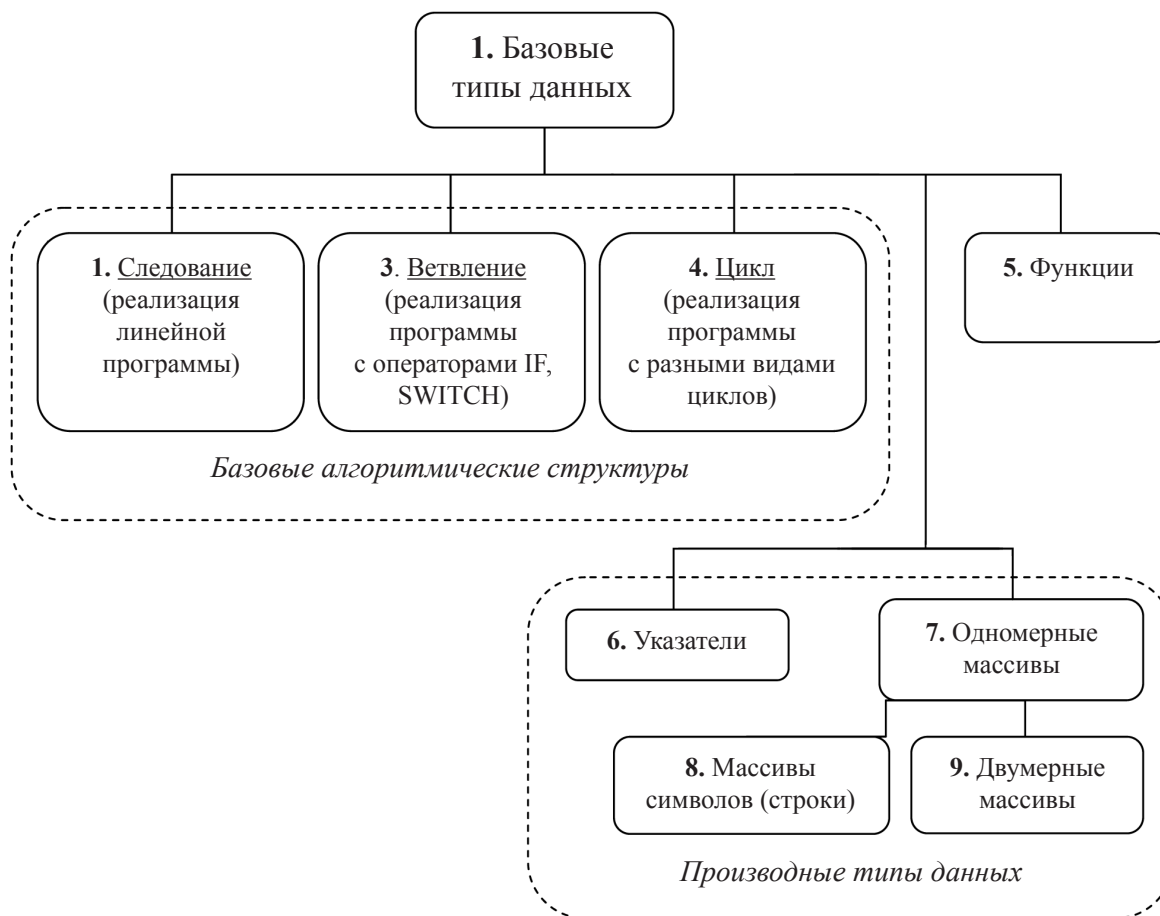 1. Базовые
типы данных
1. Следование
(реализация
линейной
программы)
3. Ветвление
(реализация
программы
с операторами IF,
SWITCH)
4. Цикл
(реализация
программы
с разными видами
циклов)
5. Функции
Базовые алгоритмические структуры
6. Указатели
7. Одномерные
массивы
8. Массивы
символов (строки)
9. Двумерные
массивы
Производные типы данных